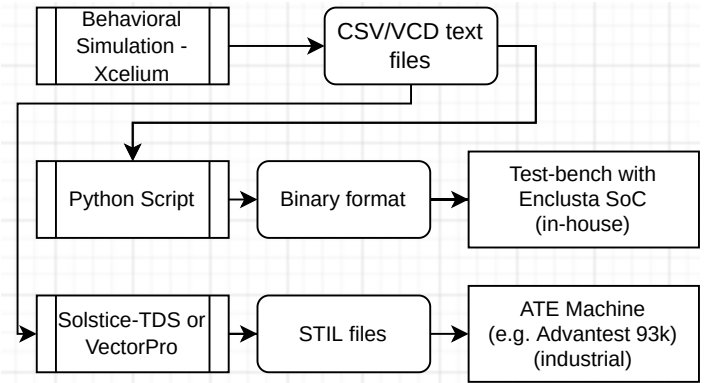 Behavioral
Simulation -
Xcelium
CSV/VCD text
files
Python Script
Binary format
Test-bench with
Enclusta SoC
(in-house)
Solstice-TDS or
VectorPro
STIL files
ATE Machine
(e.g. Advantest 93k)
(industrial)